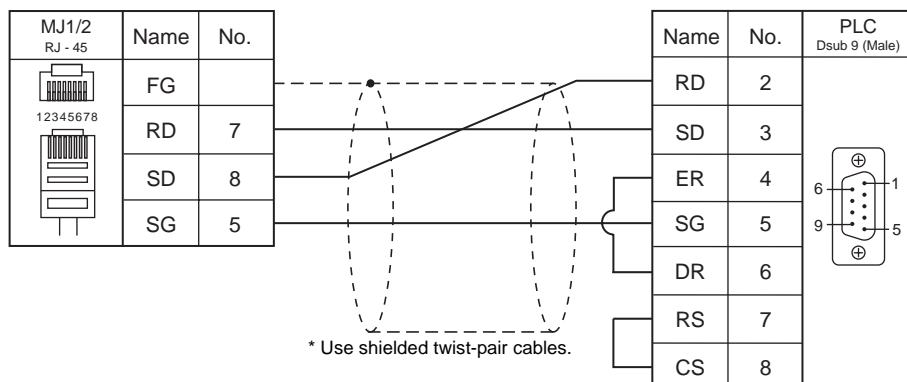 MJ1/2
RJ - 45
Name No.
12345678
FG
RD 7
SD 8
SG 5
* Use shielded twist-pair cables.
Name No.
PLC
Dsub 9 (Male)
RD 2
SD 3
ER 4
SG 5
DR 6
RS 7
CS 8
6 1
9 5